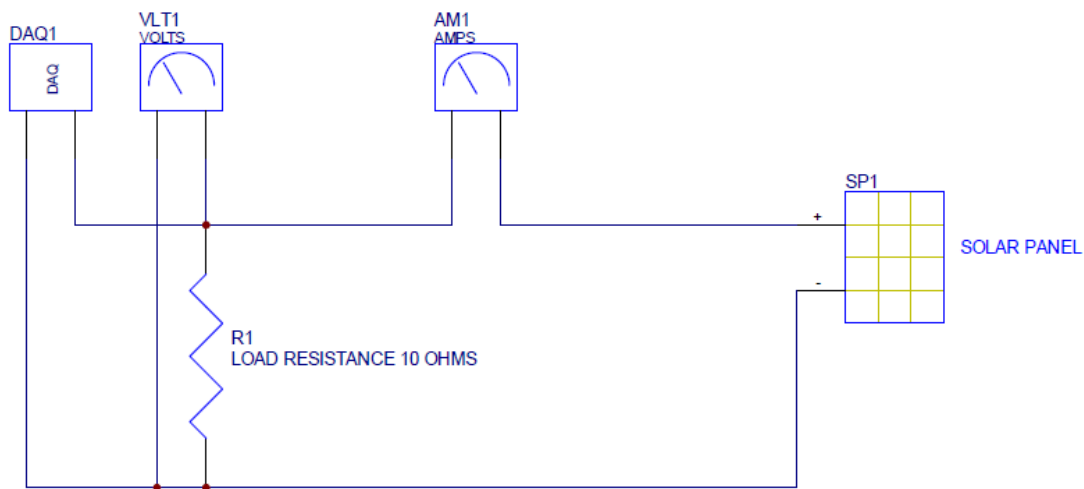 DAQ1
DAQ
VLT1
VOLTS
AM1
AMPS
SP1
+
-
SOLAR PANEL
R1
LOAD RESISTANCE 10 OHMS